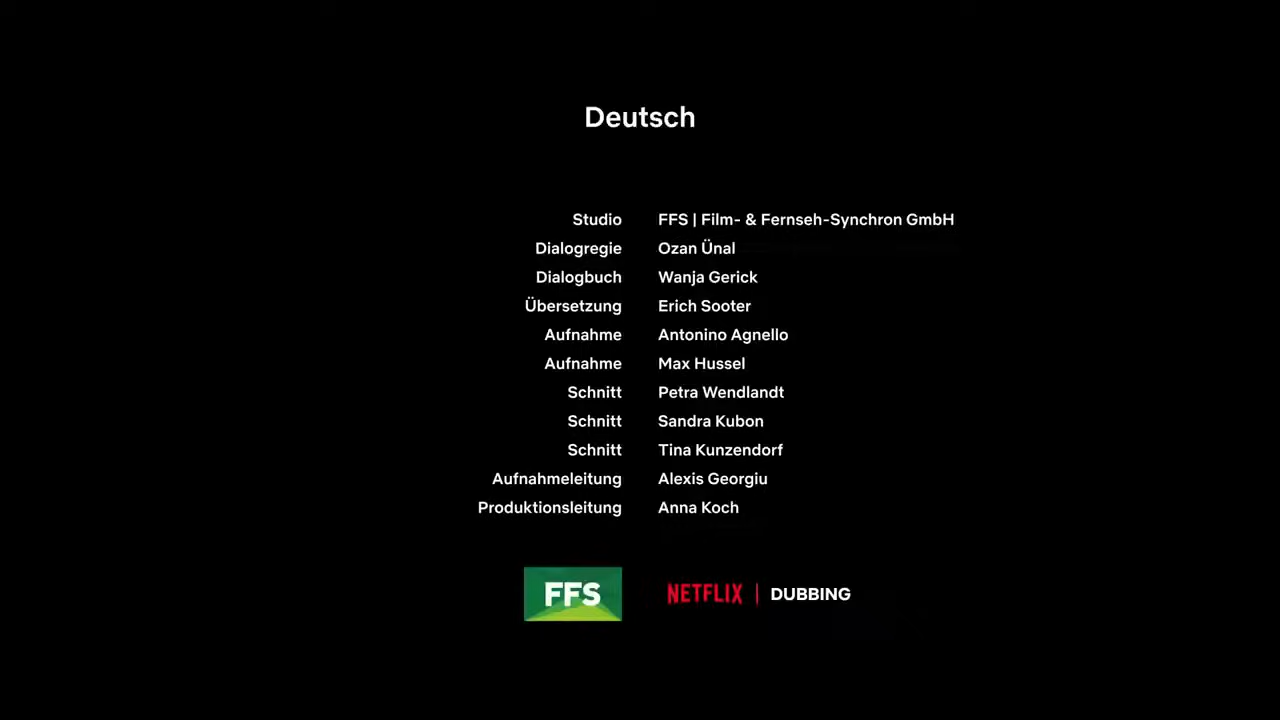 Deutsch
Studio FFS | Film- & Fernseh-Synchron GmbH
Dialogregie Ozan Ünal
Dialogbuch Wanja Gerick
Übersetzung Erich Sooter
Aufnahme Antonino Agnello
Aufnahme Max Hussel
Schnitt Petra Wendlandt
Schnitt Sandra Kubon
Schnitt Tina Kunzendorf
Aufnahmeleitung Alexis Georgiu
Produktionsleitung Anna Koch
FFS NETFLIX | DUBBING